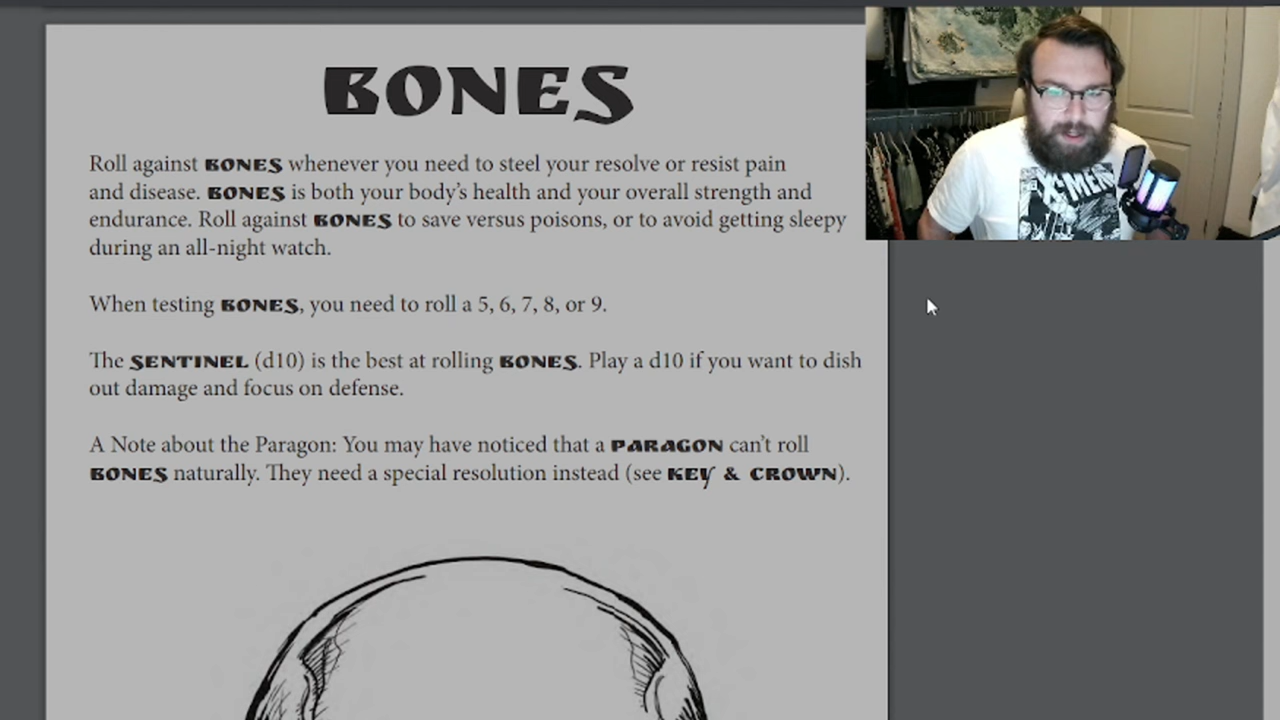 BONES
Roll against BONES whenever you need to steel your resolve or resist pain
and disease. BONES is both your body's health and your overall strength and
endurance. Roll against BONES to save versus poisons, or to avoid getting sleepy
during an all-night watch.
When testing BONES, you need to roll a 5, 6, 7, 8, or 9.
The SENTINEL (d10) is the best at rolling BONES. Play a d10 if you want to dish
out damage and focus on defense.
A Note about the Paragon: You may have noticed that a PARAGON can't roll
BONES naturally. They need a special resolution instead (see KEY & CROWN).
X-MEN